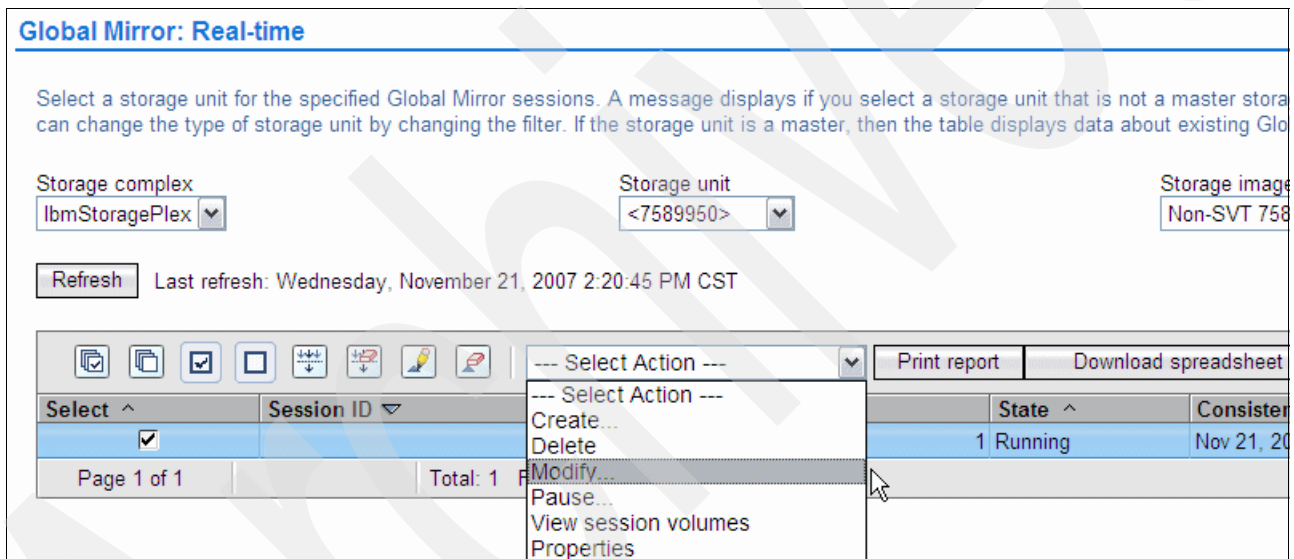 Global Mirror: Real-time
Select a storage unit for the specified Global Mirror sessions. A message displays if you select a storage unit that is not a master stora
can change the type of storage unit by changing the filter. If the storage unit is a master, then the table displays data about existing Glo
Storage complex Storage unit Storage image
IbmStoragePlex <7589950> Non-SVT 758
Refresh Last refresh: Wednesday, November 21, 2007 2:20:45 PM CST
--- Select Action --- Print report Download spreadsheet
Select ^ Session ID State ^ Consisten
--- Select Action ---
Create...
Delete
1 Running Nov 21, 20
Page 1 of 1 Total: 1 F
Modify...
Pause...
View session volumes
Properties